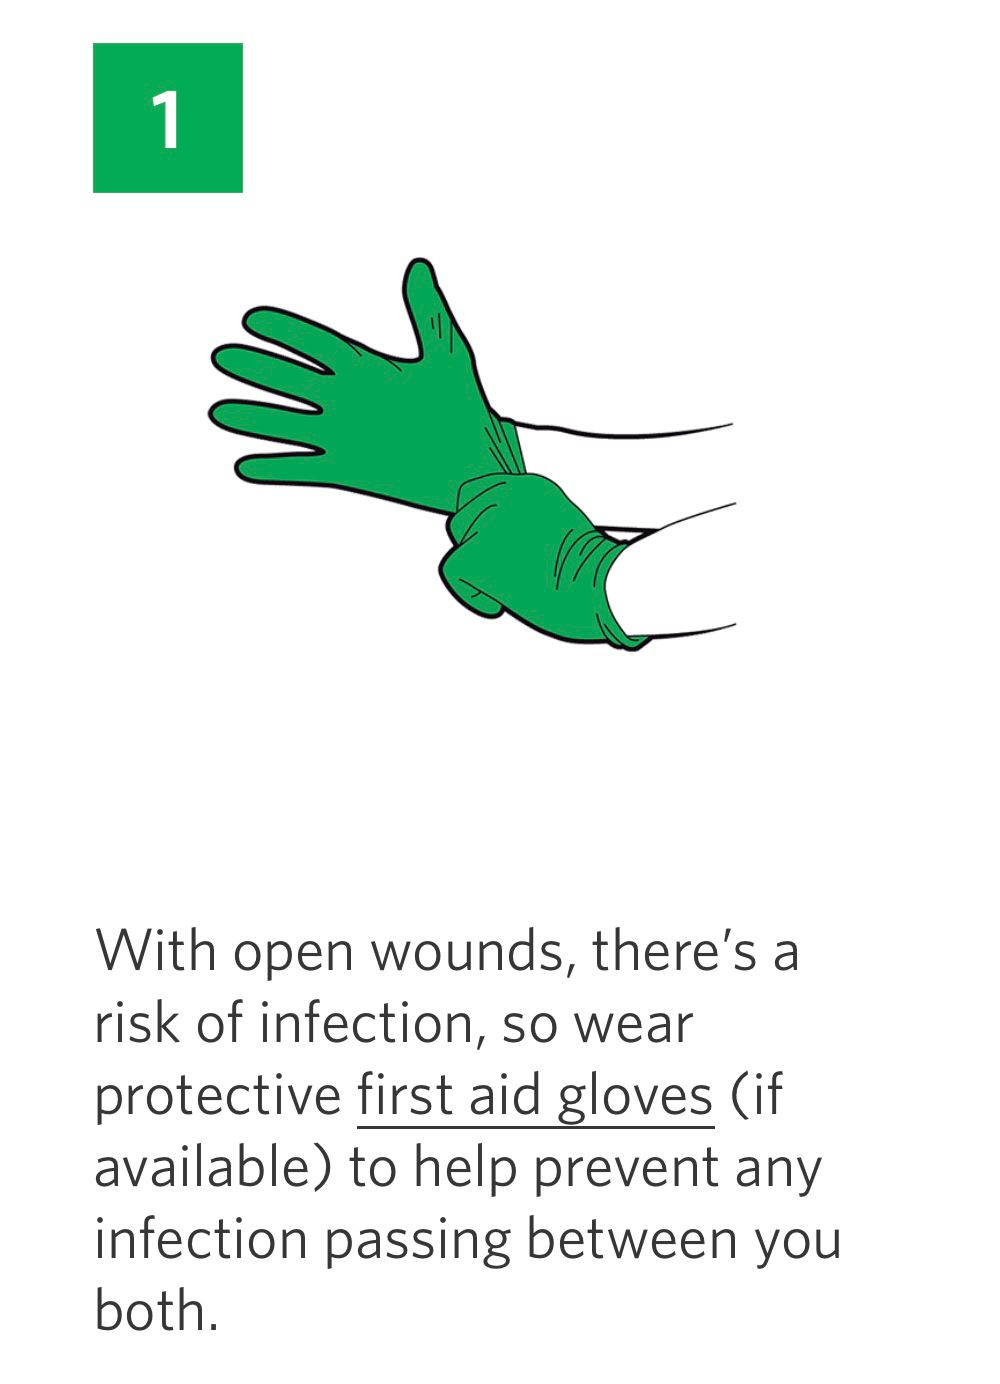 1
With open wounds, there’s a
risk of infection, so wear
protective first aid gloves (if
available) to help prevent any
infection passing between you
both.